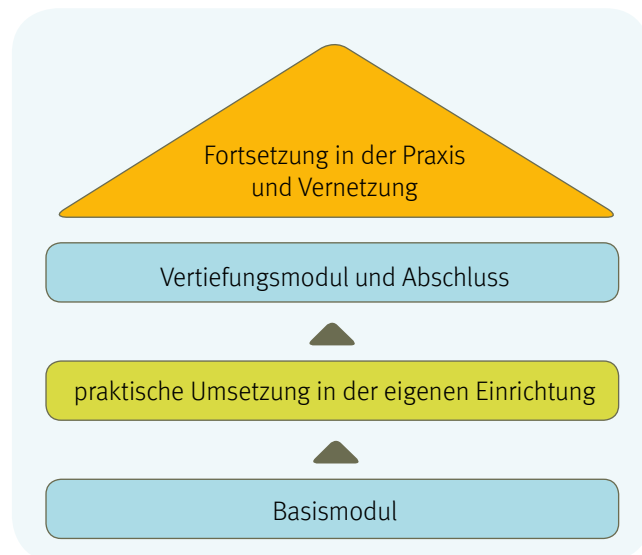 Fortsetzung in der Praxis
und Vernetzung
Vertiefungsmodul und Abschluss
praktische Umsetzung in der eigenen Einrichtung
Basismodul